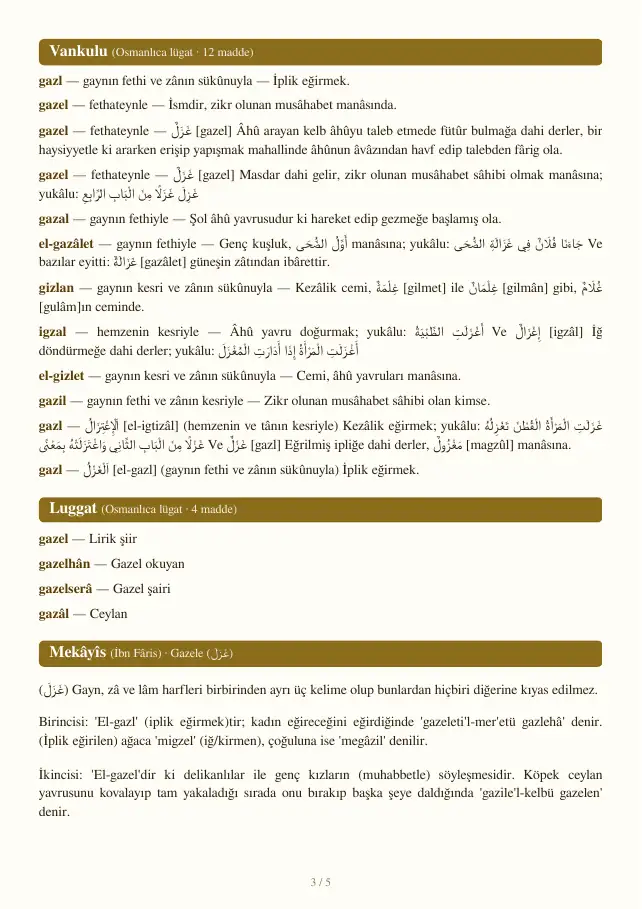 Vankulu (Osmanlıca lügat · 12 madde)
gazl — gaynın fethi ve zânın sükûnuyla — İplik eğirmek.
gazel — fethateynle — İsmdir, zikr olunan musâhabet manâsında.
gazel — fethateynle — غَزَلٌ [gazel] Âhû arayan kelb âhûyu taleb etmede fütûr bulmağa dahi derler, bir
haysiyyetle ki ararken erişip yapışmak mahallinde âhûnun âvâzından havf edip talebden fârig ola.
gazel — fethateynle — غَزَلٌ [gazel] Masdar dahi gelir, zikr olunan musâhabet sâhibi olmak manâsına;
yukâlu: غَزِلَ غَزَلًا مِنَ الْبَابِ الرَّابِعِ
gazal — gaynın fethiyle — Şol âhû yavrusudur ki hareket edip gezmeğe başlamış ola.
el-gazâlet — gaynın fethiyle — Genç kuşluk, أَوَّلُ الضُّحَى manâsına; yukâlu: جَاءَنَا فُلَانٌ فِي غَزَالَةِ الضُّحَى Ve
bazılar eyitti: غَزَالَةٌ [gazâlet] güneşin zâtından ibârettir.
gizlan — gaynın kesri ve zânın sükûnuyla — Kezâlik cemi, غِلْمَةٌ [gilmet] ile غِلْمَانٌ [gilmân] gibi, غُلَامٌ
[gulâm]ın ceminde.
igzal — hemzenin kesriyle — Âhû yavru doğurmak; yukâlu: أَغْزَلَتِ الظَّبْيَةُ Ve إِغْزَالٌ [igzâl] İğ
döndürmeğe dahi derler; yukâlu: أَغْزَلَتِ الْمَرْأَةُ إِذَا أَدَارَتِ الْمُغْزَلَ
el-gizlet — gaynın kesri ve zânın sükûnuyla — Cemi, âhû yavruları manâsına.
gazil — gaynın fethi ve zânın kesriyle — Zikr olunan musâhabet sâhibi olan kimse.
gazl — اَلْإِغْتِزَالُ [el-igtizâl] (hemzenin ve tânın kesriyle) Kezâlik eğirmek; yukâlu: غَزَلَتِ الْمَرْأَةُ الْقُطْنَ تَغْزِلُهُ
غَزْلًا مِنَ الْبَابِ الثَّانِي وَاغْتَزَلَتْهُ بِمَعْنًى Ve غَزْلٌ [gazl] Eğrilmiş ipliğe dahi derler, مَغْزُولٌ [magzûl] manâsına.
gazl — اَلْغَزْلُ [el-gazl] (gaynın fethi ve zânın sükûnuyla) İplik eğirmek.
Luggat (Osmanlıca lügat · 4 madde)
gazel — Lirik şiir
gazelhân — Gazel okuyan
gazelserâ — Gazel şairi
gazâl — Ceylan
Mekâyîs (İbn Fâris) · Gazele (غَزَلَ)
(غَزَلَ) Gayn, zâ ve lâm harfleri birbirinden ayrı üç kelime olup bunlardan hiçbiri diğerine kıyas edilmez.
Birincisi: 'El-gazl' (iplik eğirmek)tir; kadın eğireceğini eğirdiğinde 'gazeleti'l-mer'etü gazlehâ' denir.
(İplik eğirilen) ağaca 'migzel' (iğ/kirmen), çoğuluna ise 'megâzil' denilir.
İkincisi: 'El-gazel'dir ki delikanlılar ile genç kızların (muhabbetle) söyleşmesidir. Köpek ceylan
yavrusunu kovalayıp tam yakaladığı sırada onu bırakıp başka şeye daldığında 'gazile'l-kelbü gazelen'
denir.
3 / 5